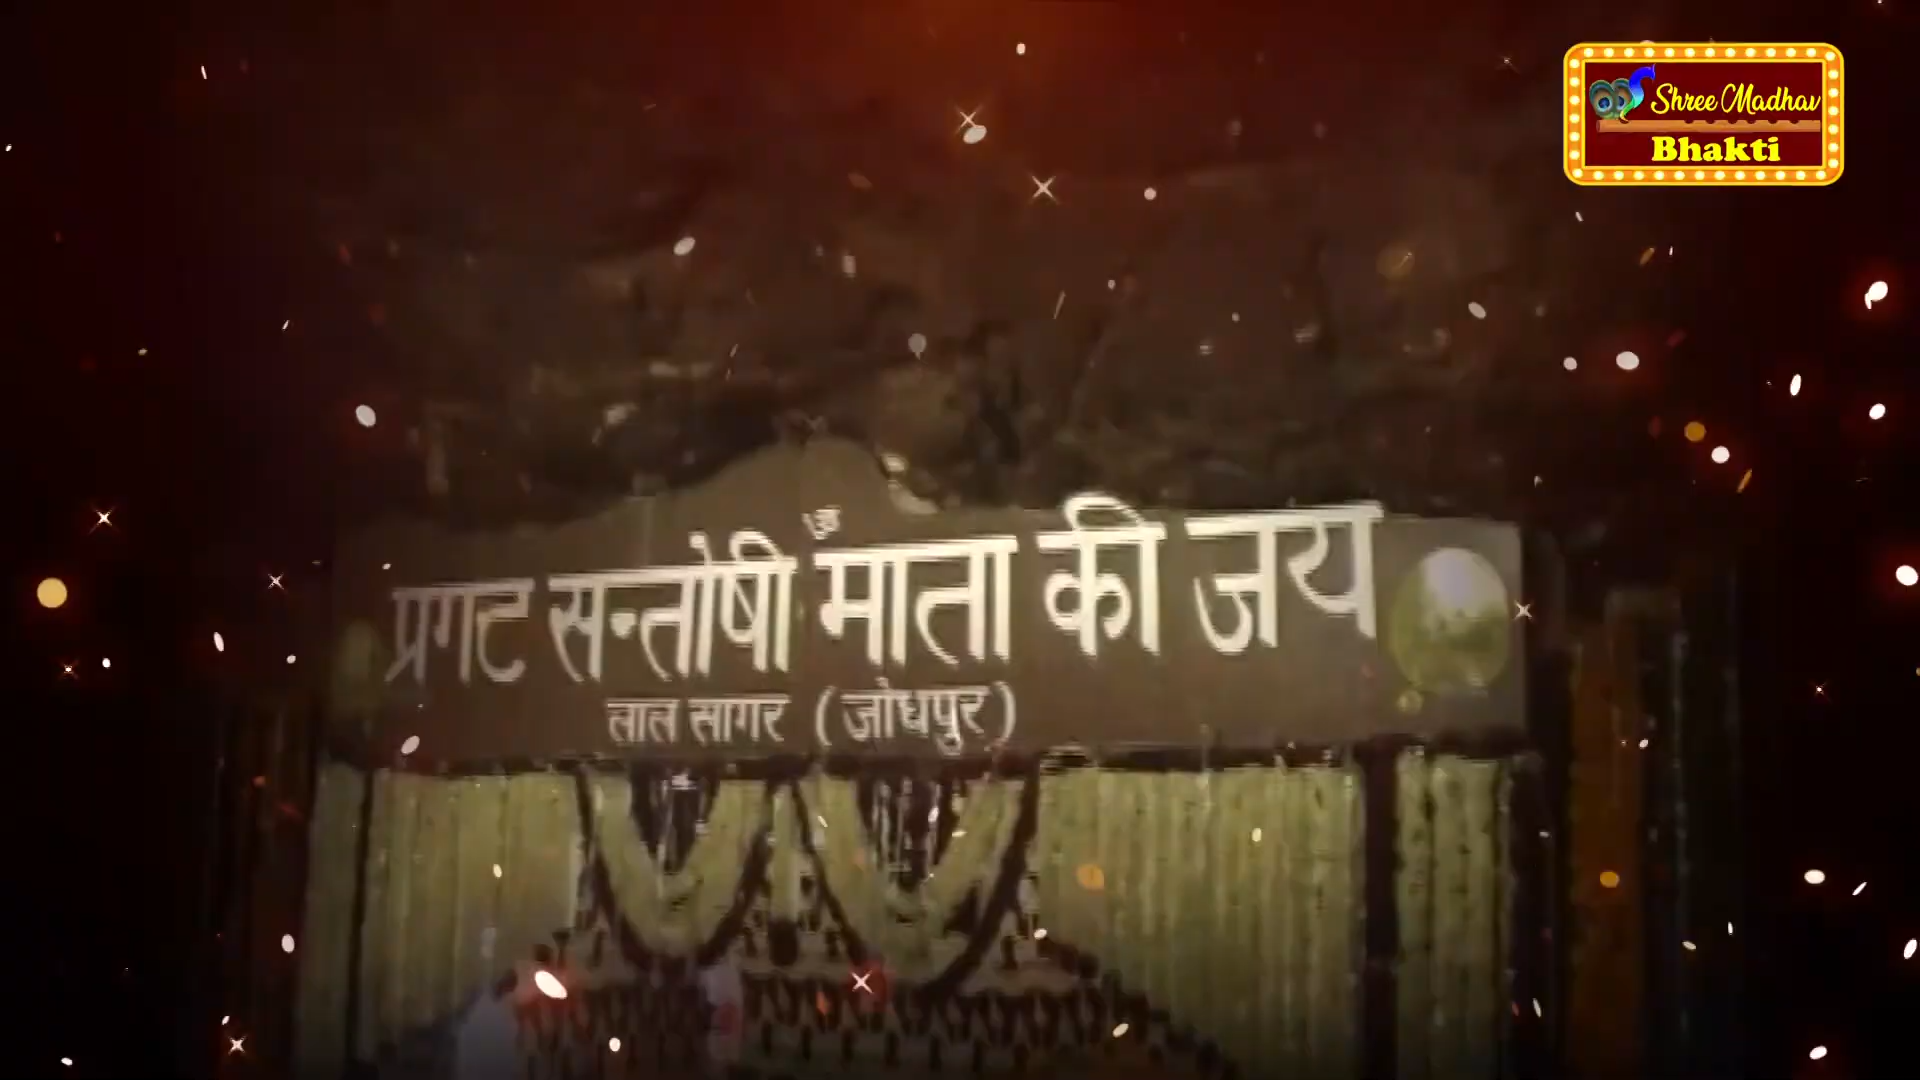 Shree Madhav
Bhakti
ॐ
प्रगट सन्तोषी माँता की जय
लाल सागर (जोधपुर)